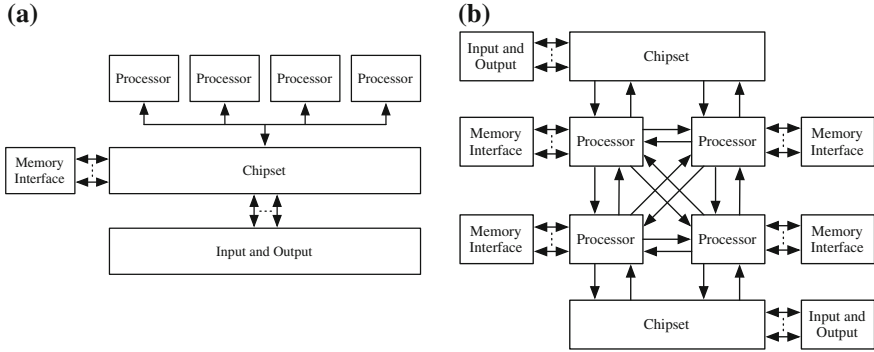 (a)
Processor
Processor
Processor
Processor
Memory
Interface
Chipset
Input and Output
(b)
Input and
Output
Chipset
Memory
Interface
Processor
Processor
Memory
Interface
Memory
Interface
Processor
Processor
Memory
Interface
Chipset
Input and
Output